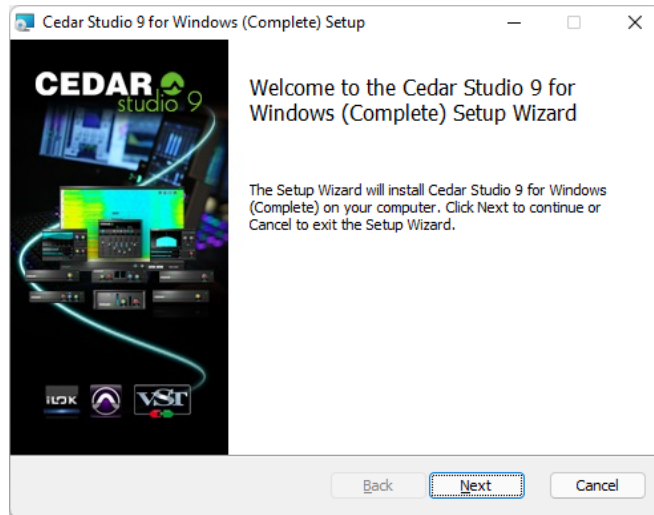 Cedar Studio 9 for Windows (Complete) Setup
CEDAR
studio 9
Welcome to the Cedar Studio 9 for
Windows (Complete) Setup Wizard
The Setup Wizard will install Cedar Studio 9 for Windows
(Complete) on your computer. Click Next to continue or
Cancel to exit the Setup Wizard.
iLOK
VST
Back
Next
Cancel